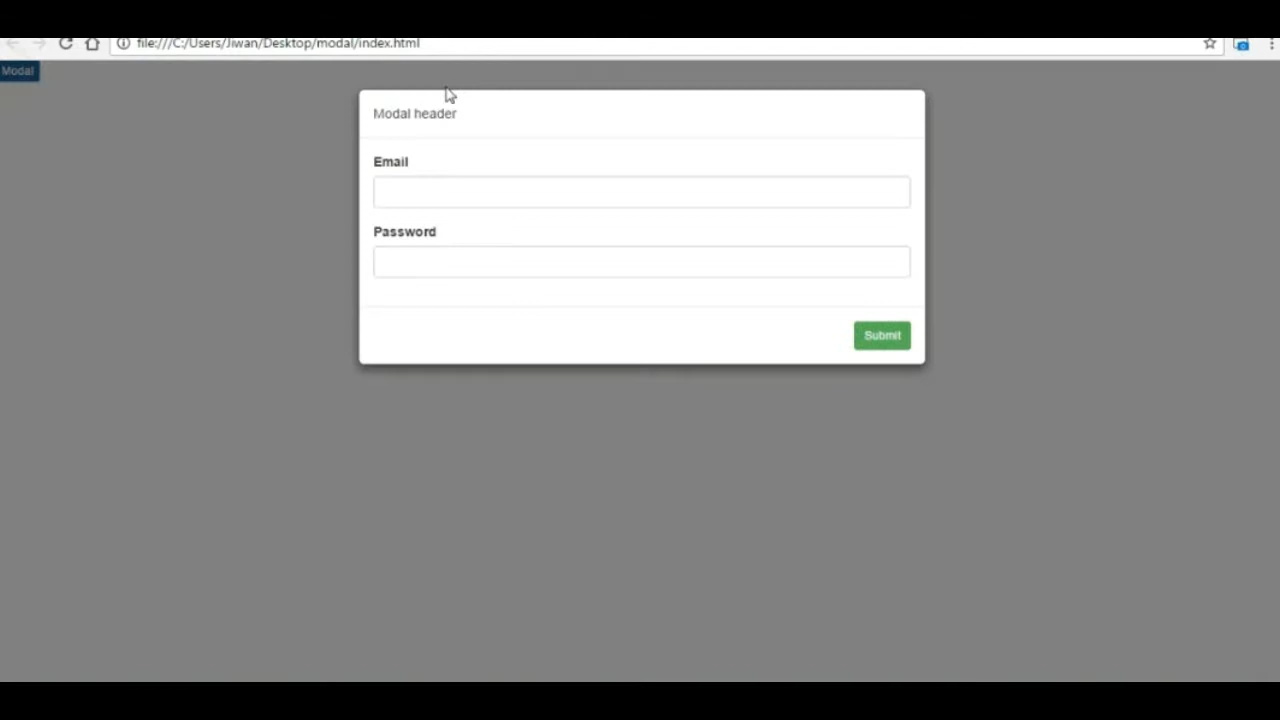 file:///C:/Users/Jiwan/Desktop/modal/index.html
Modal
Modal header
Email
Password
Submit